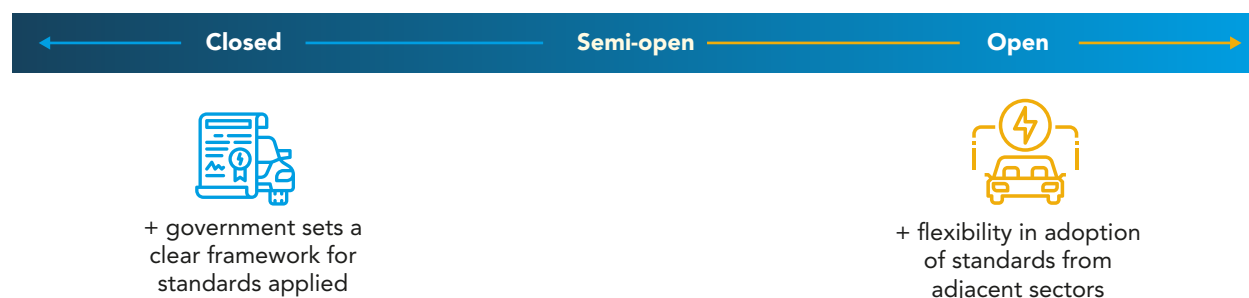 Closed Semi-open Open
+ government sets a
clear framework for
standards applied
+ flexibility in adoption
of standards from
adjacent sectors